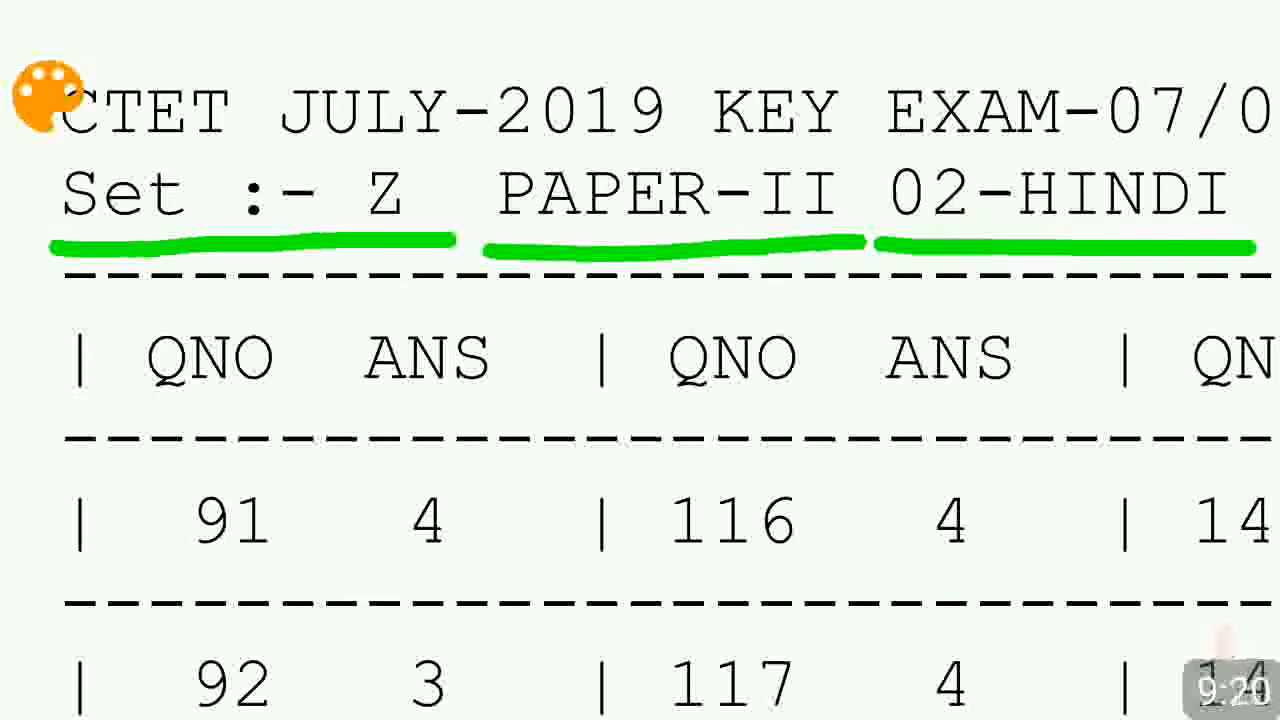 CTET JULY-2019 KEY EXAM-07/0
Set :- Z PAPER-II 02-HINDI
| QNO ANS | QNO ANS | QN
| 91 4 | 116 4 | 14
| 92 3 | 117 4 | 14
9:20